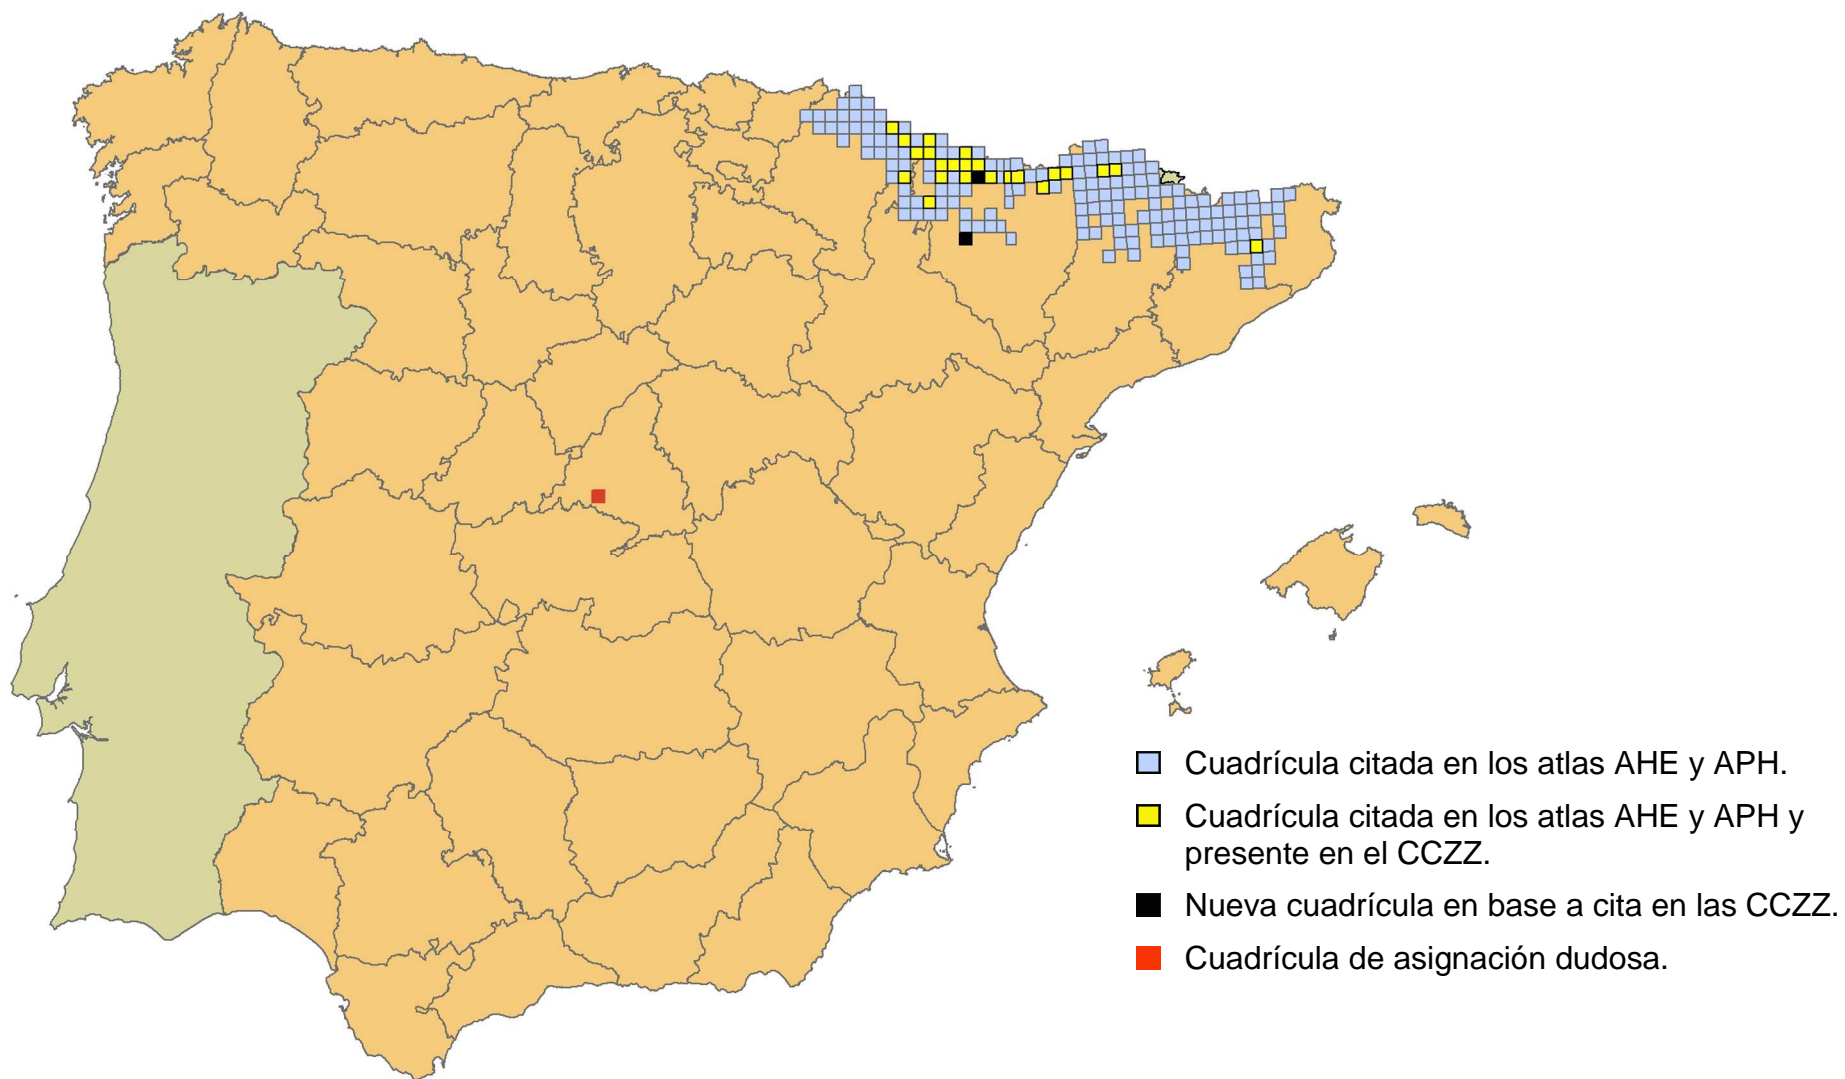 Cuadrícula citada en los atlas AHE y APH.
Cuadrícula citada en los atlas AHE y APH y
presente en el CCZZ.
Nueva cuadrícula en base a cita en las CCZZ.
Cuadrícula de asignación dudosa.